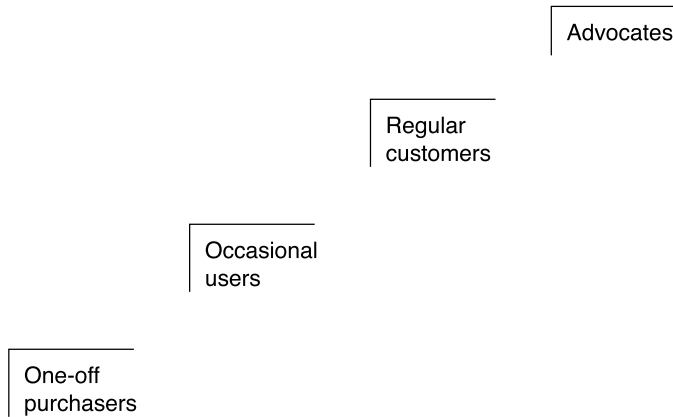 Advocates
Regular
customers
Occasional
users
One-off
purchasers